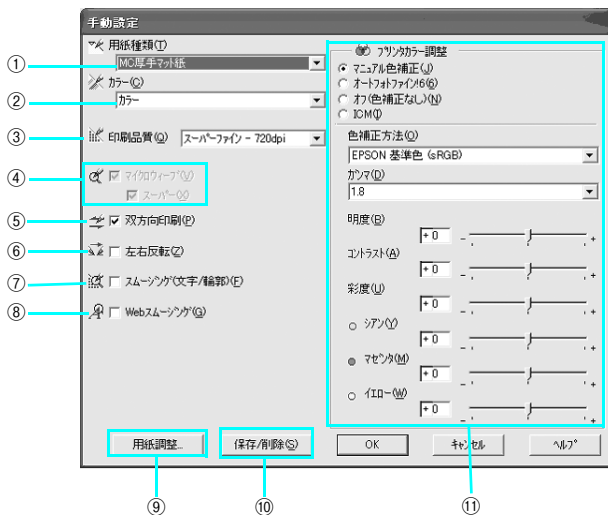 手動設定
① 用紙種類(T)
MC厚手マット紙
② カラー(C)
カラー
③ 印刷品質(Q) スーパーファイン - 720dpi
④ マイクロウィーブ(V)
スーパー(X)
⑤ 双方向印刷(P)
⑥ 左右反転(Z)
⑦ スムージング(文字/輪郭)(F)
⑧ Webスムージング(G)
用紙調整...
保存/削除(S)
⑨
⑩
プリンタカラー調整
マニュアル色補正(J)
オートフォトファイン!6(6)
オフ(色補正なし)(N)
ICM(I)
色補正方法(O)
EPSON 基準色 (sRGB)
ガンマ(D)
1.8
明度(B)
+ 0 - +
コントラスト(A)
+ 0 - +
彩度(U)
+ 0 - +
シアン(Y)
+ 0 - +
マゼンタ(M)
+ 0 - +
イエロー(W)
+ 0 - +
OK
キャンセル
ヘルプ
⑪